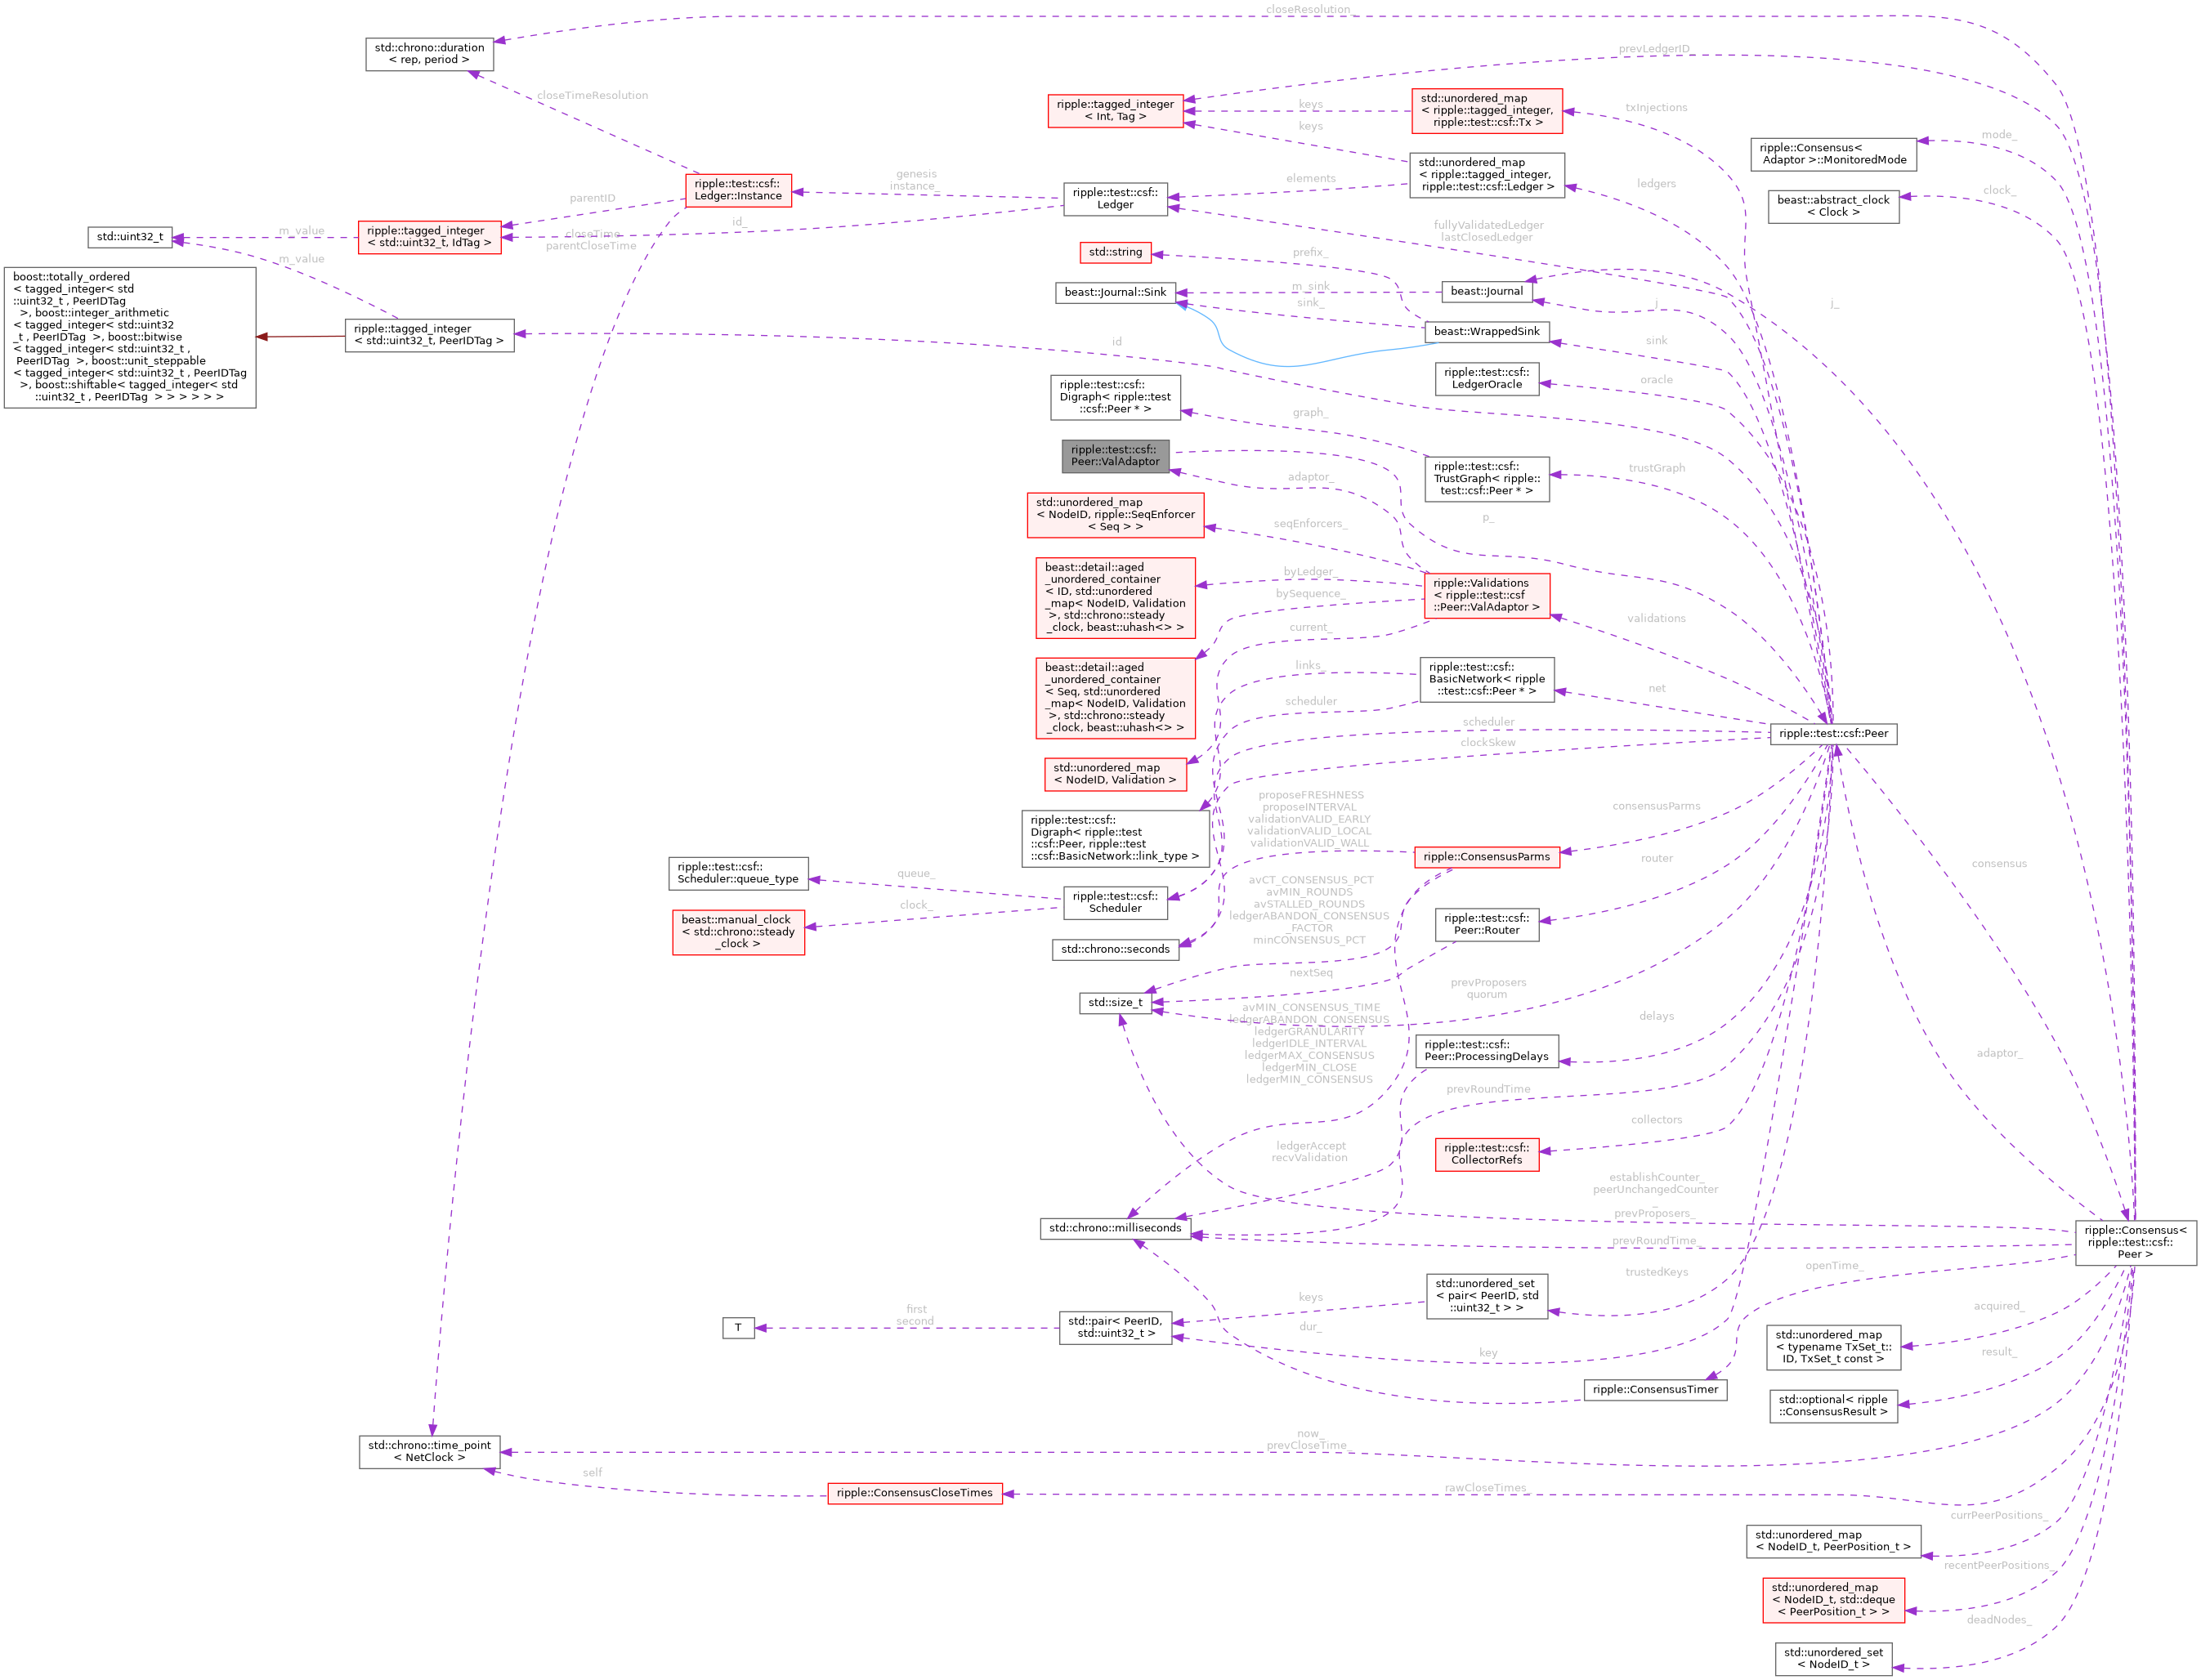 closeResolution_
std::chrono::duration
< rep, period >
prevLedgerID
closeTimeResolution
ripple::tagged_integer
< Int, Tag >
keys
keys
std::unordered_map
< ripple::tagged_integer,
ripple::test::csf::Tx >
txInjections
ripple::Consensus<
Adaptor >::MonitoredMode
mode_
std::unordered_map
< ripple::tagged_integer,
ripple::test::csf::Ledger >
ledgers
elements
beast::abstract_clock
< Clock >
clock_
genesis
instance_
ripple::test::csf::
Ledger::Instance
ripple::test::csf::
Ledger
parentID
id_
std::uint32_t
m_value
m_value
ripple::tagged_integer
< std::uint32_t, IdTag >
closeTime
parentCloseTime
fullyValidatedLedger
lastClosedLedger
std::string
prefix_
beast::Journal::Sink
m_sink
sink_
beast::Journal
j
j_
beast::WrappedSink
sink
boost::totally_ordered
< tagged_integer< std
::uint32_t , PeerIDTag
>, boost::integer_arithmetic
< tagged_integer< std::uint32
_t , PeerIDTag >, boost::bitwise
< tagged_integer< std::uint32_t ,
PeerIDTag >, boost::unit_steppable
< tagged_integer< std::uint32_t , PeerIDTag
>, boost::shiftable< tagged_integer< std
::uint32_t , PeerIDTag > > > > > >
ripple::tagged_integer
< std::uint32_t, PeerIDTag >
id
ripple::test::csf::
LedgerOracle
oracle
ripple::test::csf::
Digraph< ripple::test
::csf::Peer * >
graph_
ripple::test::csf::
Peer::ValAdaptor
adaptor_
ripple::test::csf::
TrustGraph< ripple::
test::csf::Peer * >
trustGraph
p_
std::unordered_map
< NodeID, ripple::SeqEnforcer
< Seq > >
seqEnforcers_
beast::detail::aged
_unordered_container
< ID, std::unordered
_map< NodeID, Validation
>, std::chrono::steady
_clock, beast::uhash<> >
byLedger_
bySequence_
current_
ripple::Validations
< ripple::test::csf
::Peer::ValAdaptor >
validations
beast::detail::aged
_unordered_container
< Seq, std::unordered
_map< NodeID, Validation
>, std::chrono::steady
_clock, beast::uhash<> >
links_
scheduler
ripple::test::csf::
BasicNetwork< ripple
::test::csf::Peer * >
net
scheduler
clockSkew
ripple::test::csf::Peer
std::unordered_map
< NodeID, Validation >
ripple::test::csf::
Digraph< ripple::test
::csf::Peer, ripple::test
::csf::BasicNetwork::link_type >
proposeFRESHNESS
proposeINTERVAL
validationVALID_EARLY
validationVALID_LOCAL
validationVALID_WALL
consensusParms
ripple::ConsensusParms
consensus
ripple::test::csf::
Scheduler::queue_type
queue_
clock_
ripple::test::csf::
Scheduler
beast::manual_clock
< std::chrono::steady
_clock >
avCT_CONSENSUS_PCT
avMIN_ROUNDS
avSTALLED_ROUNDS
ledgerABANDON_CONSENSUS
_FACTOR
minCONSENSUS_PCT
router
ripple::test::csf::
Peer::Router
std::chrono::seconds
nextSeq
std::size_t
prevProposers
quorum
avMIN_CONSENSUS_TIME
ledgerABANDON_CONSENSUS
ledgerGRANULARITY
ledgerIDLE_INTERVAL
ledgerMAX_CONSENSUS
ledgerMIN_CLOSE
ledgerMIN_CONSENSUS
delays
ripple::test::csf::
Peer::ProcessingDelays
adaptor_
prevRoundTime
ledgerAccept
recvValidation
collectors
ripple::test::csf::
CollectorRefs
establishCounter_
peerUnchangedCounter
_
prevProposers_
std::chrono::milliseconds
prevRoundTime_
ripple::Consensus<
ripple::test::csf::
Peer >
openTime_
trustedKeys
std::unordered_set
< pair< PeerID, std
::uint32_t > >
keys
T
first
second
std::pair< PeerID,
std::uint32_t >
dur_
key
acquired_
std::unordered_map
< typename TxSet_t::
ID, TxSet_t const >
ripple::ConsensusTimer
result_
std::optional< ripple
::ConsensusResult >
std::chrono::time_point
< NetClock >
now_
prevCloseTime_
self
ripple::ConsensusCloseTimes
rawCloseTimes_
currPeerPositions_
std::unordered_map
< NodeID_t, PeerPosition_t >
recentPeerPositions_
std::unordered_map
< NodeID_t, std::deque
< PeerPosition_t > >
deadNodes_
std::unordered_set
< NodeID_t >